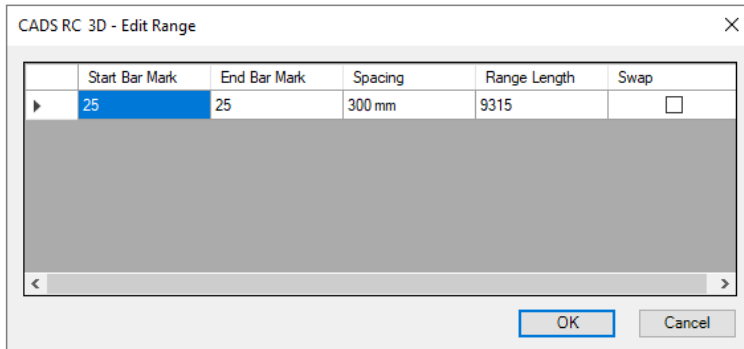 CADS RC 3D - Edit Range
Start Bar Mark End Bar Mark Spacing Range Length Swap
25 25 300 mm 9315
OK Cancel